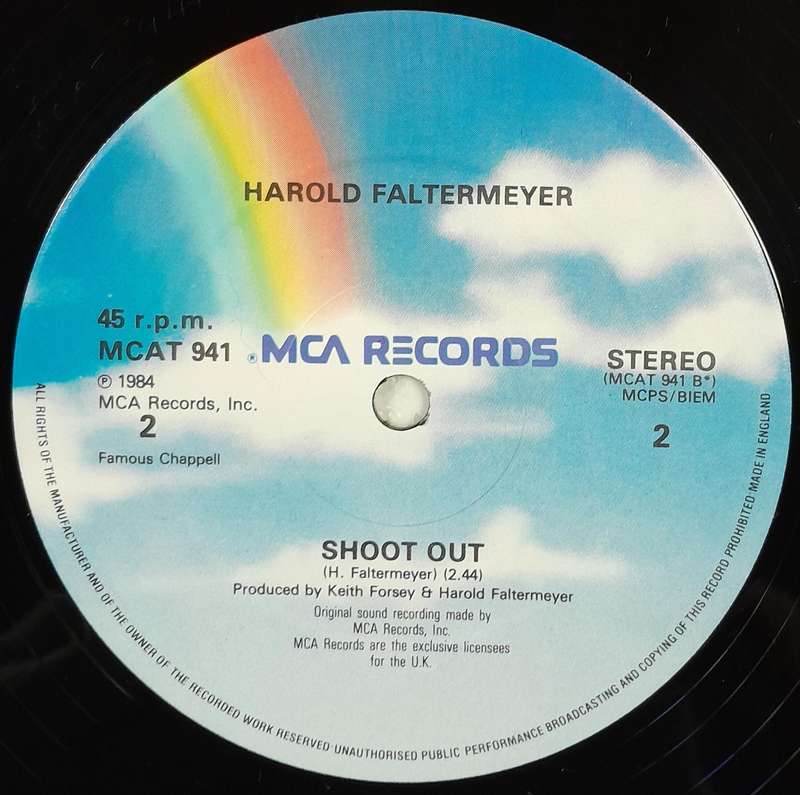 HAROLD FALTERMEYER
45 r.p.m.
MCAT 941
® MCA RECORDS
STEREO
(MCAT 941 B*)
MCPS/BIEM
℗ 1984
MCA Records, Inc.
2
2
Famous Chappell
SHOOT OUT
(H. Faltermeyer) (2.44)
Produced by Keith Forsey & Harold Faltermeyer
Original sound recording made by
MCA Records, Inc.
MCA Records are the exclusive licensees
for the U.K.
ALL RIGHTS OF THE MANUFACTURER AND OF THE OWNER OF THE RECORDED WORK RESERVED·UNAUTHORISED PUBLIC PERFORMANCE BROADCASTING AND COPYING OF THIS RECORD PROHIBITED MADE IN ENGLAND